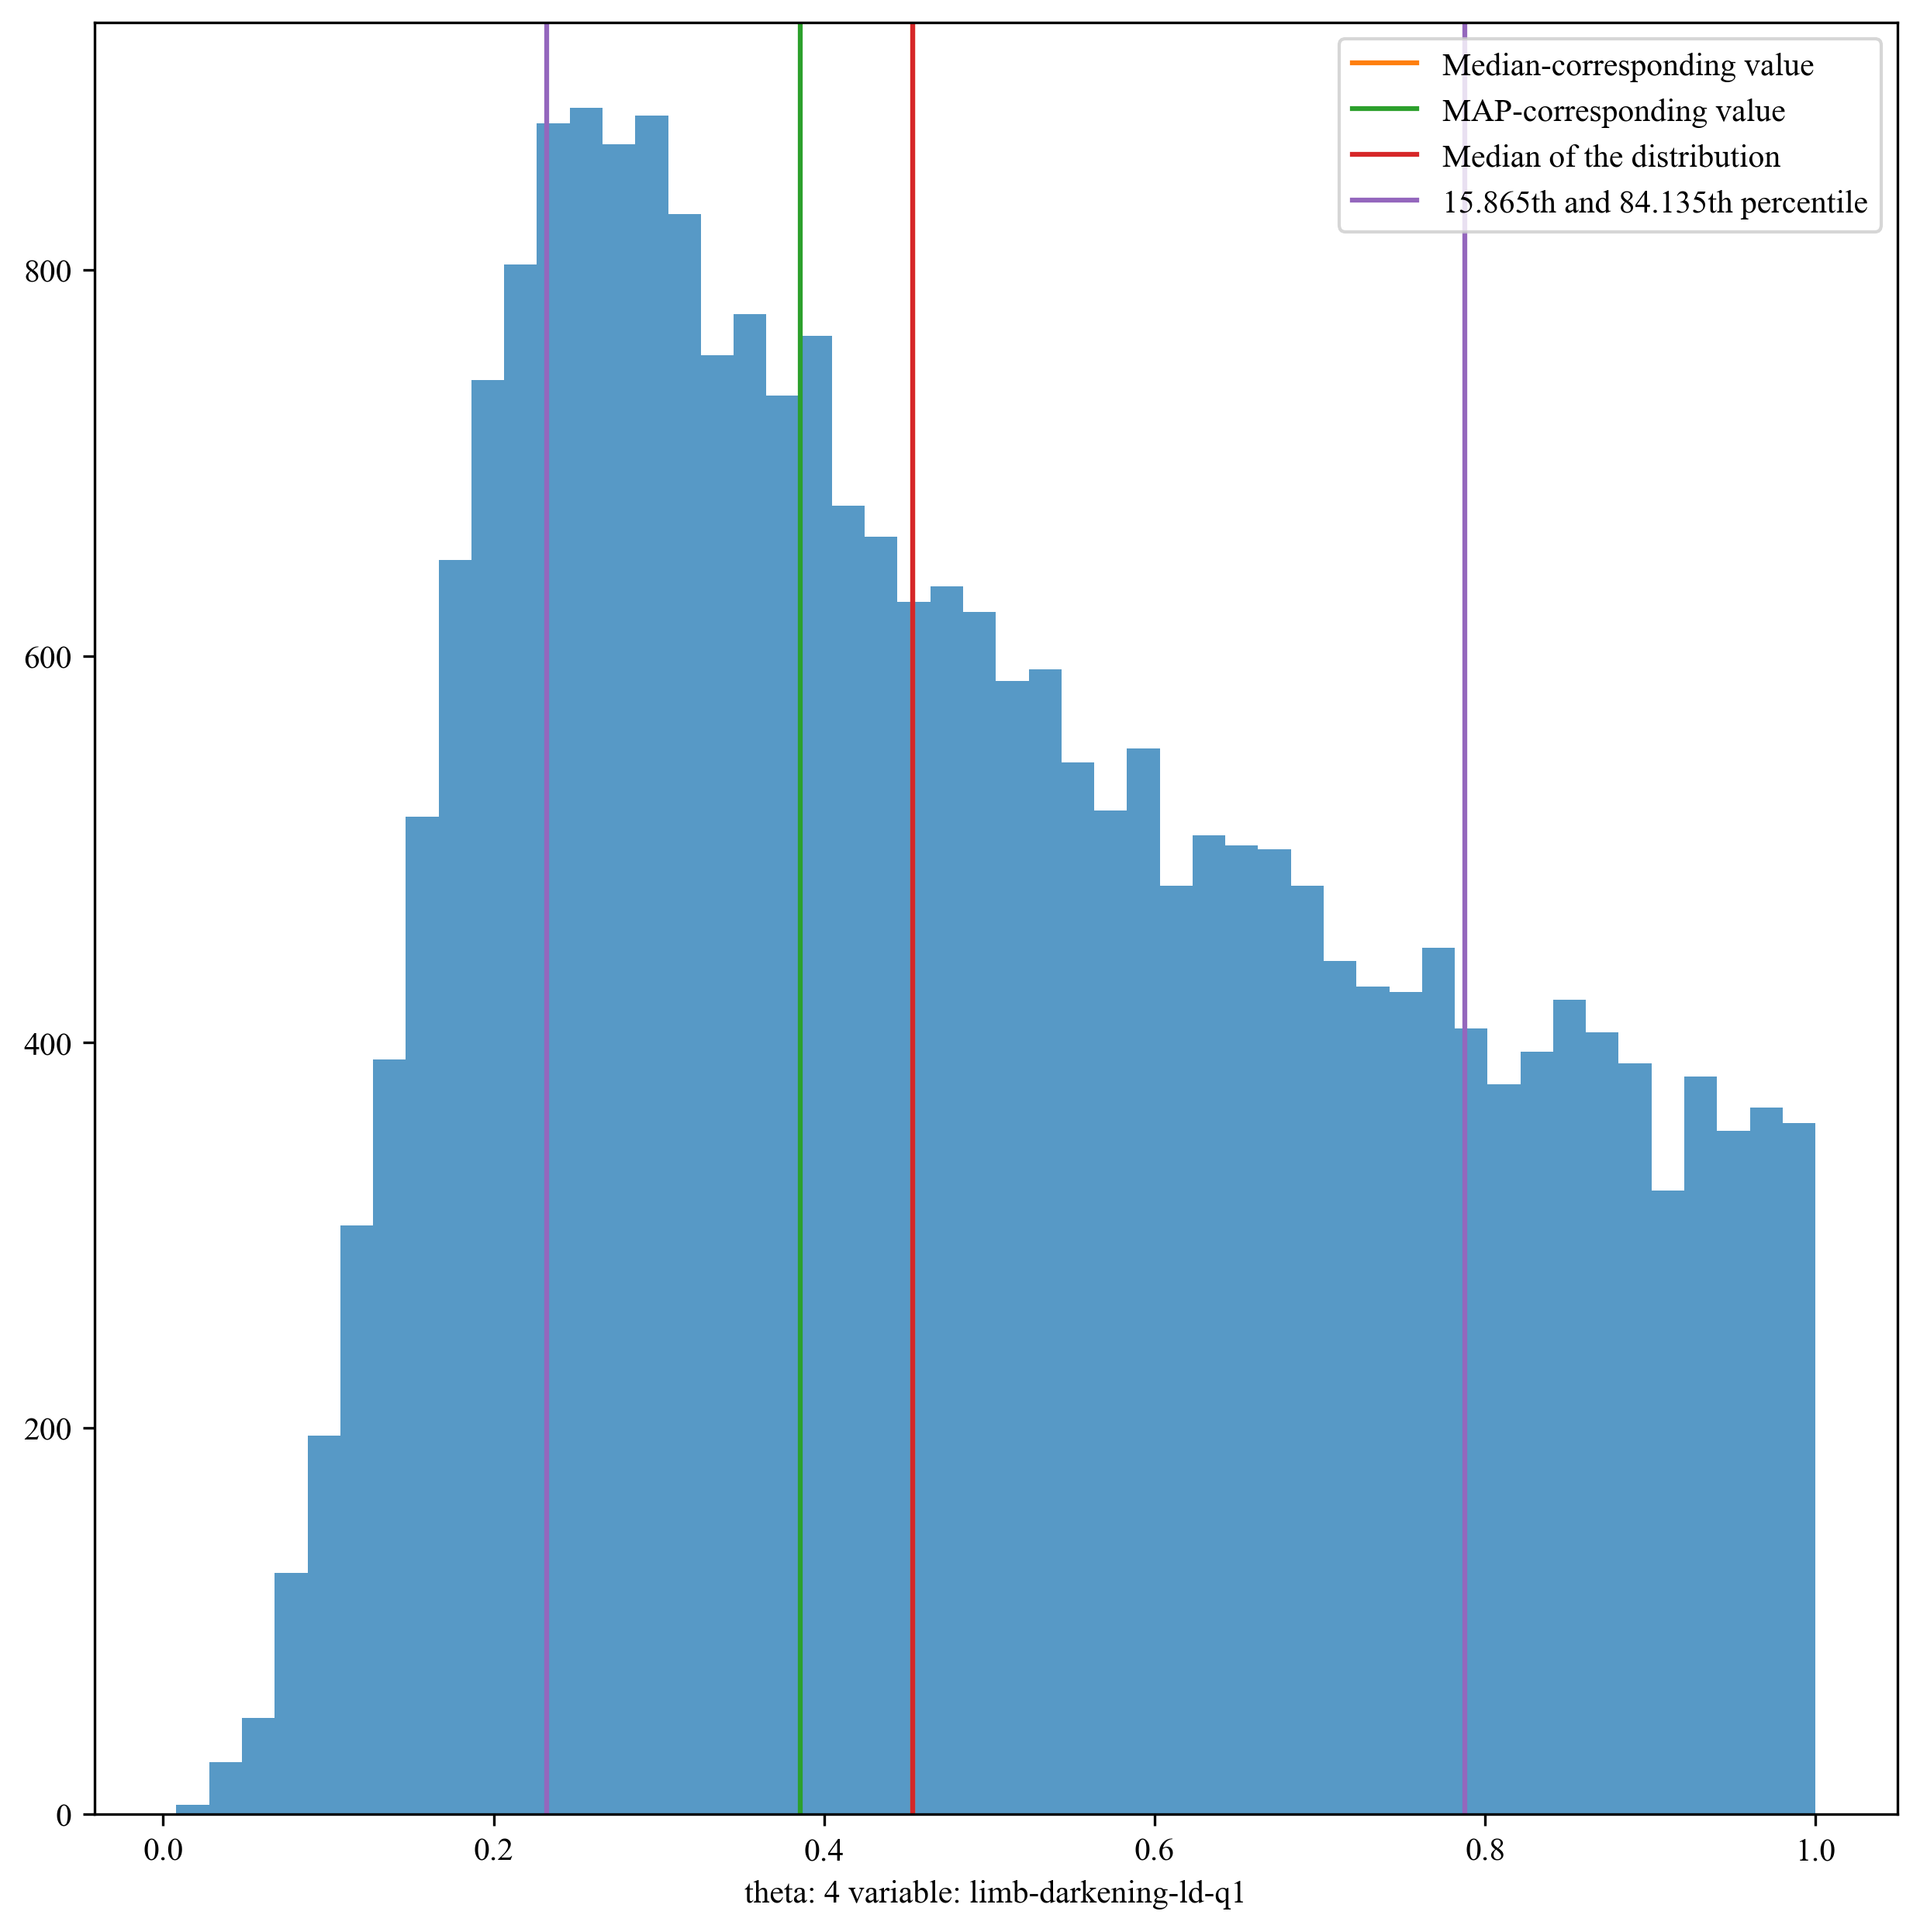 Median-corresponding value
MAP-corresponding value
Median of the distribution
15.865th and 84.135th percentile
800
600
400
200
0
0.0 0.2 0.4 0.6 0.8 1.0
theta: 4 variable: limb-darkening-ld-q1